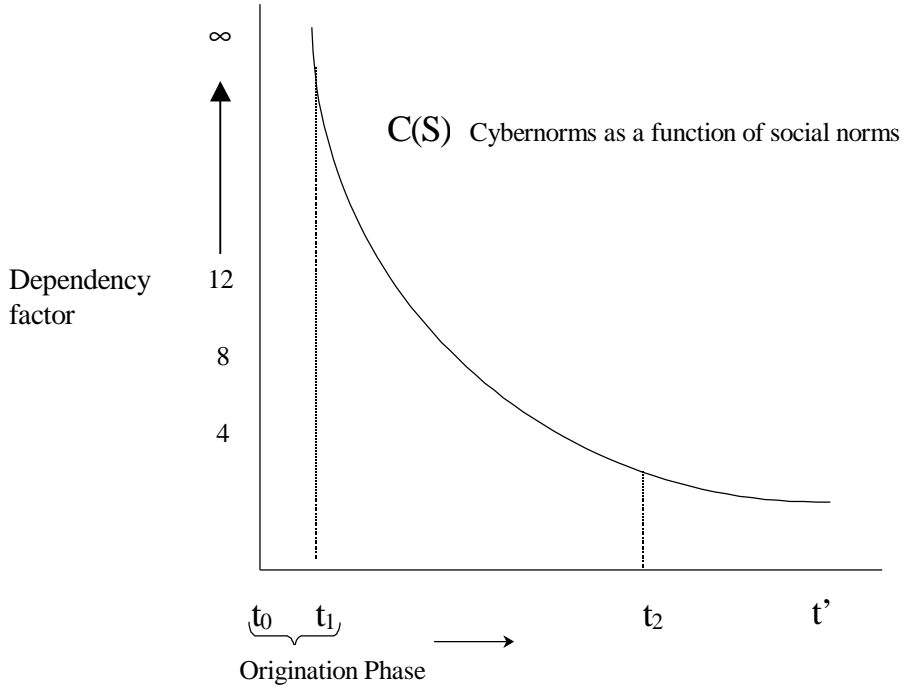 ∞
C(S) Cybernorms as a function of social norms
Dependency
factor
12
8
4
t₀ t₁ t₂ t’
Origination Phase